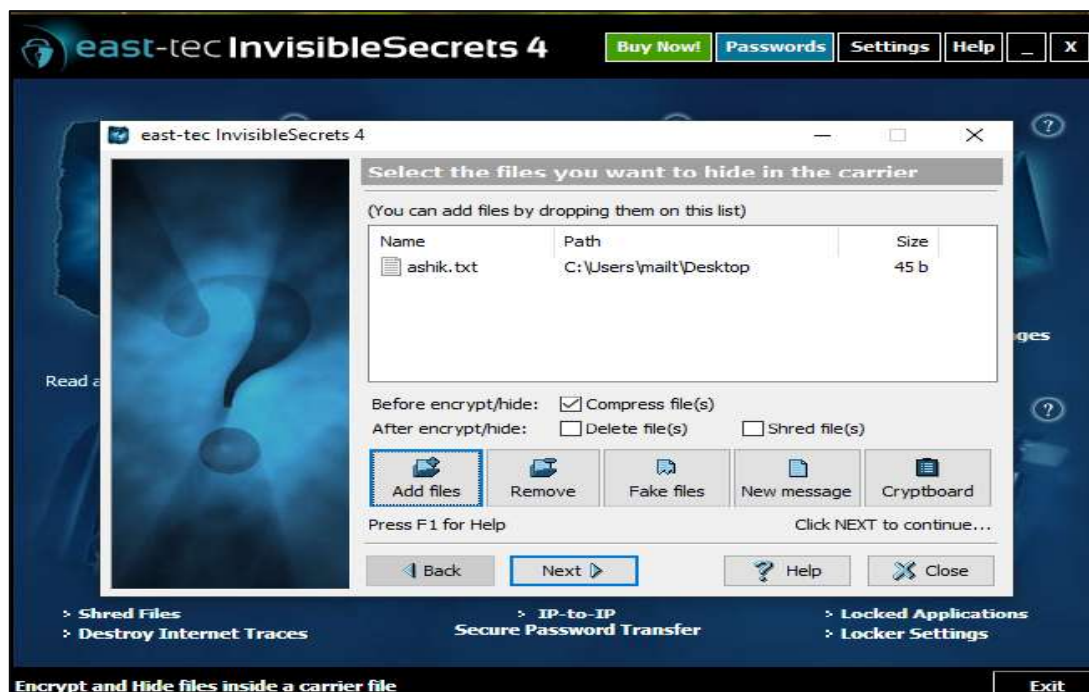 east-tec InvisibleSecrets 4
Buy Now! Passwords Settings Help _ X
east-tec InvisibleSecrets 4
Select the files you want to hide in the carrier
(You can add files by dropping them on this list)
Name Path Size
ashik.txt C:\Users\mailt\Desktop 45 b
ges
Read a
Before encrypt/hide: Compress file(s)
After encrypt/hide: Delete file(s) Shred file(s)
Add files Remove Fake files New message Cryptboard
Press F1 for Help Click NEXT to continue...
Back Next Help Close
> Shred Files > IP-to-IP > Locked Applications
> Destroy Internet Traces Secure Password Transfer > Locker Settings
Encrypt and Hide files inside a carrier file Exit